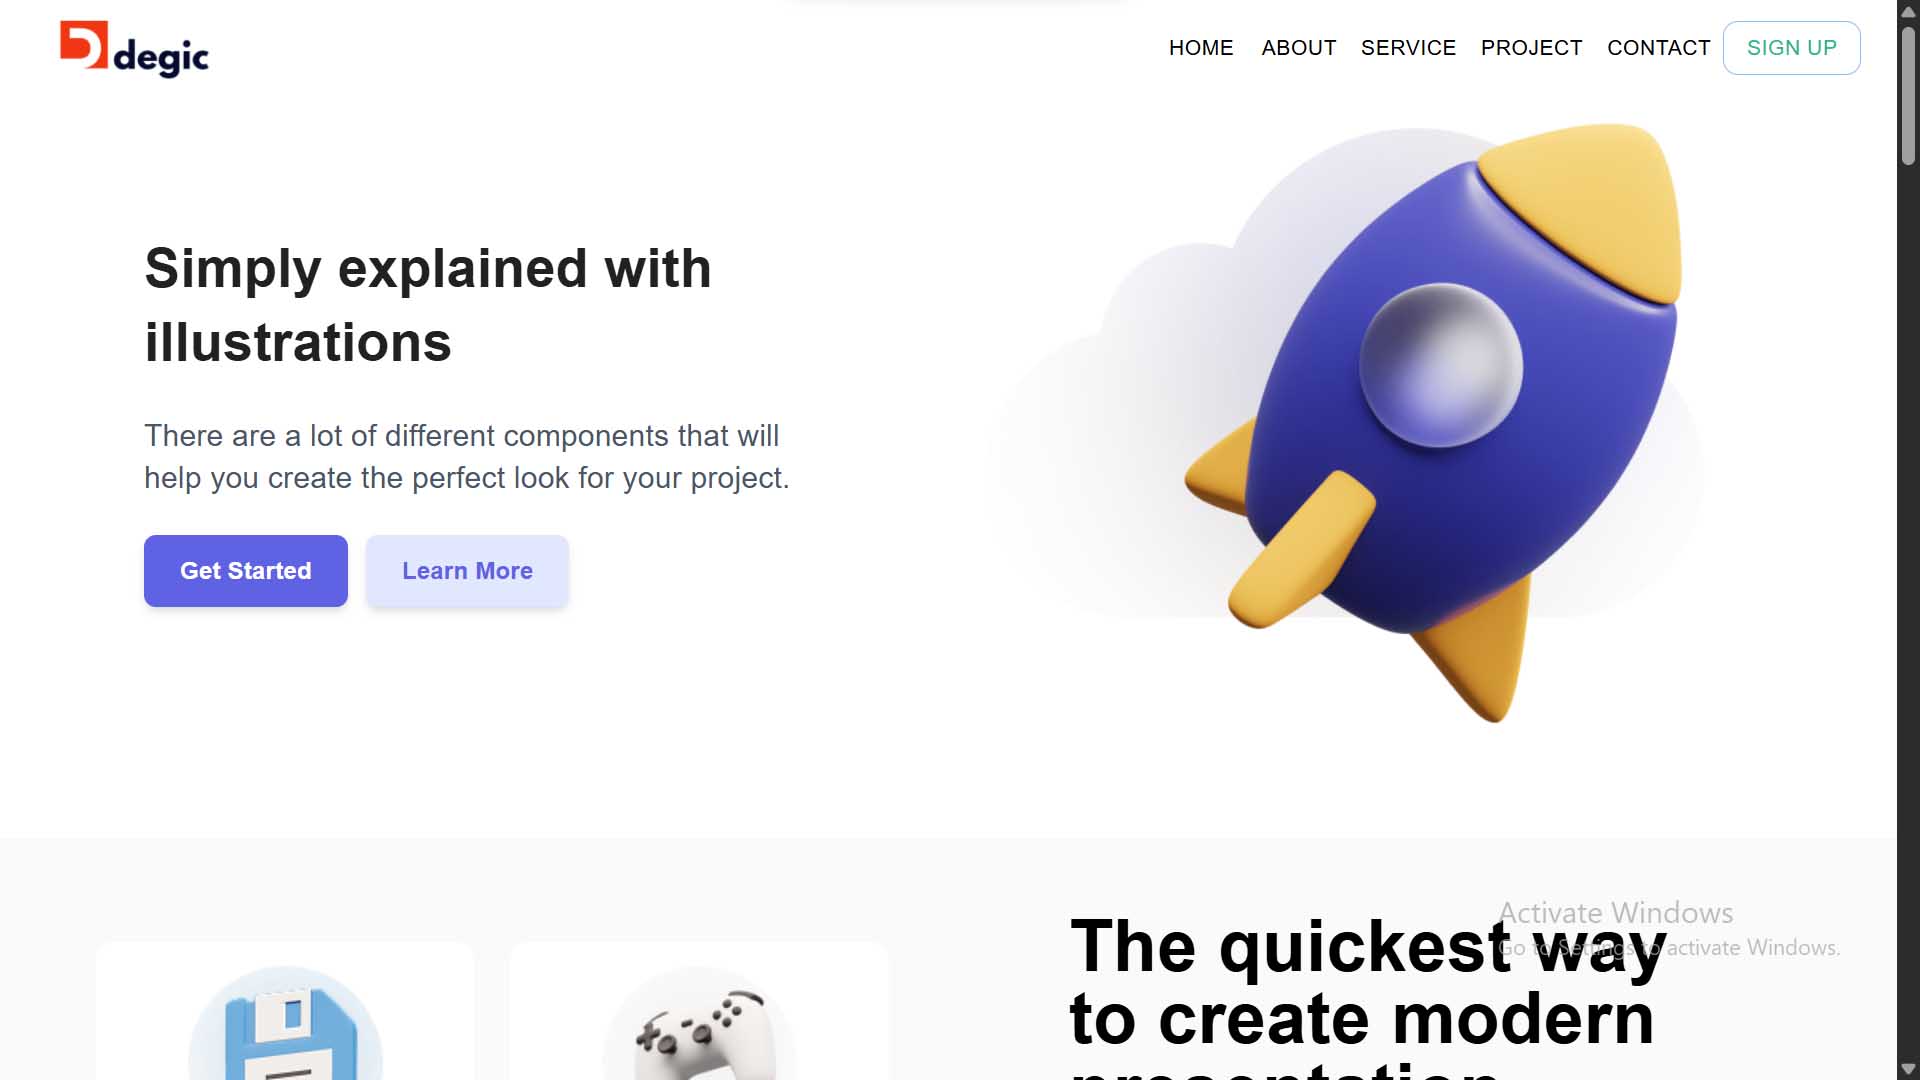 degic
HOME ABOUT SERVICE PROJECT CONTACT SIGN UP
Simply explained with
illustrations
There are a lot of different components that will
help you create the perfect look for your project.
Get Started Learn More
The quickest way
to create modern
presentation
Activate Windows
Go to Settings to activate Windows.